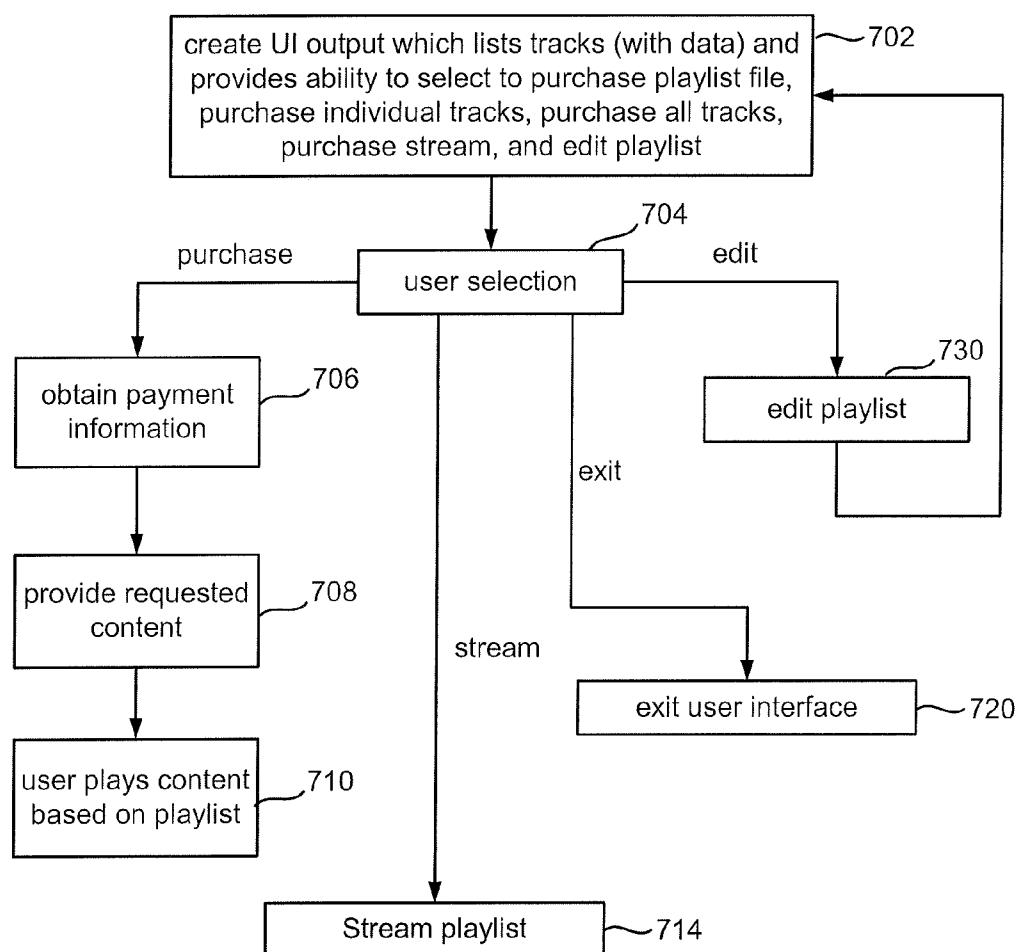 create UI output which lists tracks (with data) and
provides ability to select to purchase playlist file,
purchase individual tracks, purchase all tracks,
purchase stream, and edit playlist
702
704
purchase
user selection
edit
706
obtain payment
information
730
edit playlist
exit
provide requested
content
708
stream
exit user interface
720
user plays content
based on playlist
710
Stream playlist
714